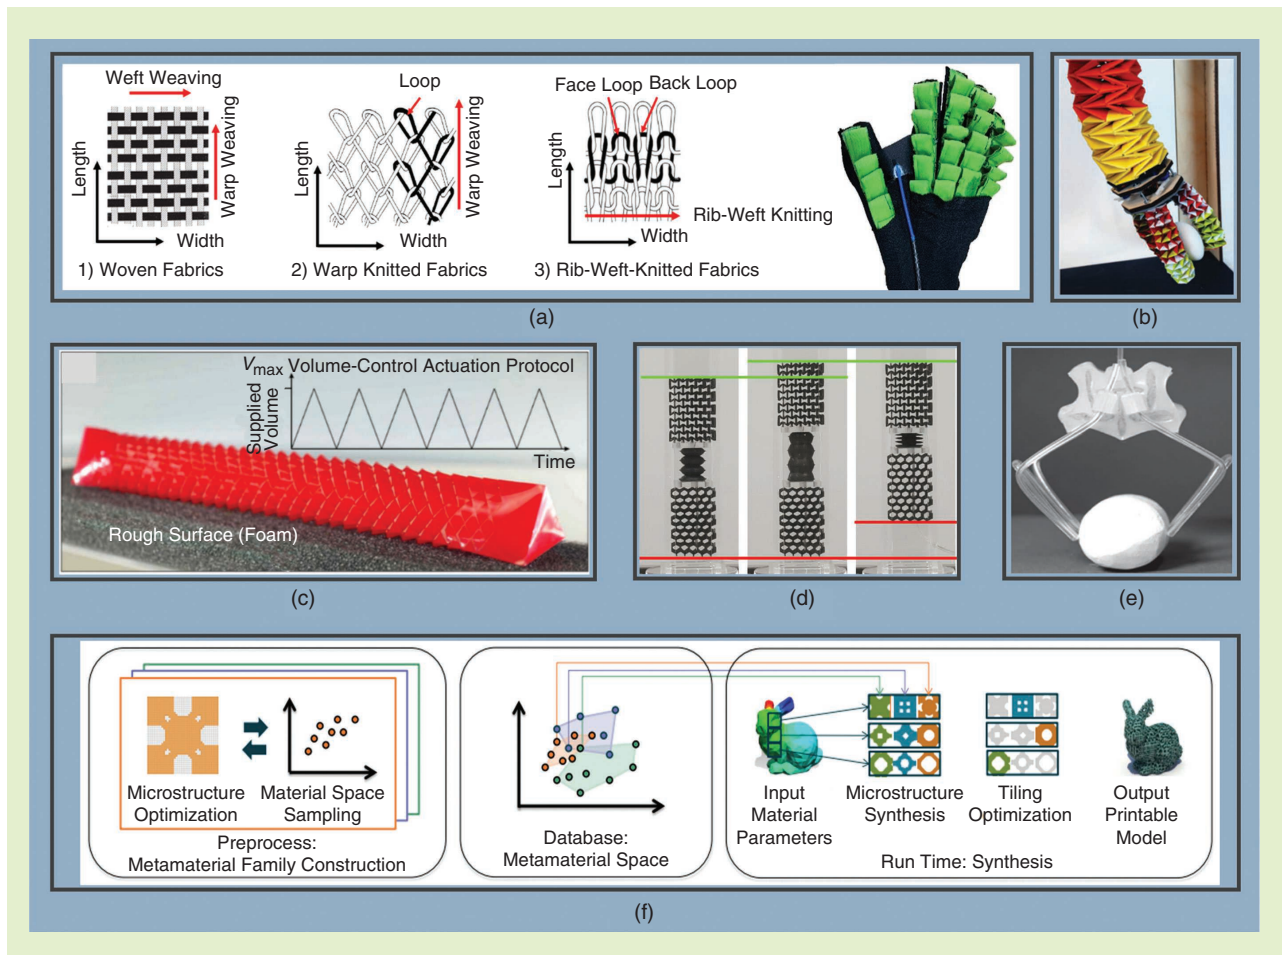 Weft Weaving
Length
Warp Weaving
Width
1) Woven Fabrics
Loop
Length
Warp Weaving
Width
2) Warp Knitted Fabrics
Face Loop
Back Loop
Length
Rib-Weft Knitting
Width
3) Rib-Weft-Knitted Fabrics
(a)
(b)
Vmax Volume-Control Actuation Protocol
Supplied
Volume
Time
Rough Surface (Foam)
(c)
(d)
(e)
Microstructure
Optimization
Material Space
Sampling
Preprocess:
Metamaterial Family Construction
Database:
Metamaterial Space
Input
Material
Parameters
Microstructure
Synthesis
Tiling
Optimization
Output
Printable
Model
Run Time: Synthesis
(f)